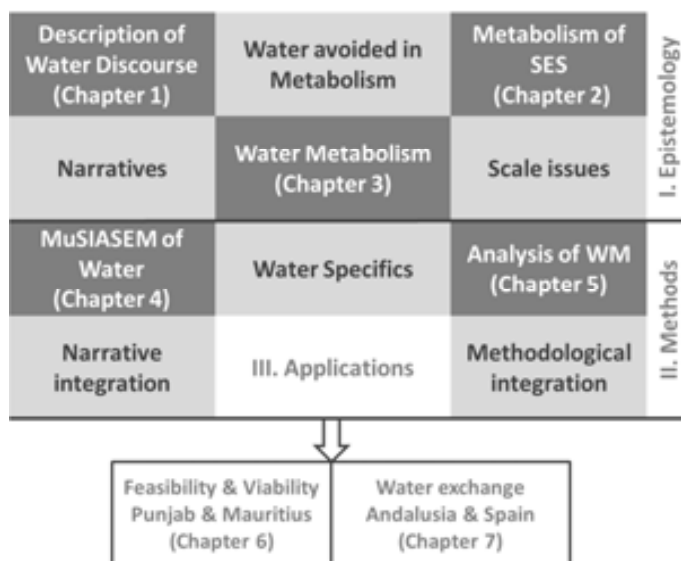 Description of
Water Discourse
(Chapter 1)
Water avoided in
Metabolism
Metabolism of
SES
(Chapter 2)
I. Epistemology
Narratives
Water Metabolism
(Chapter 3)
Scale issues
MuSIASEM of
Water
(Chapter 4)
Water Specifics
Analysis of WM
(Chapter 5)
II. Methods
Narrative
integration
III. Applications
Methodological
integration
Feasibility & Viability
Punjab & Mauritius
(Chapter 6)
Water exchange
Andalusia & Spain
(Chapter 7)